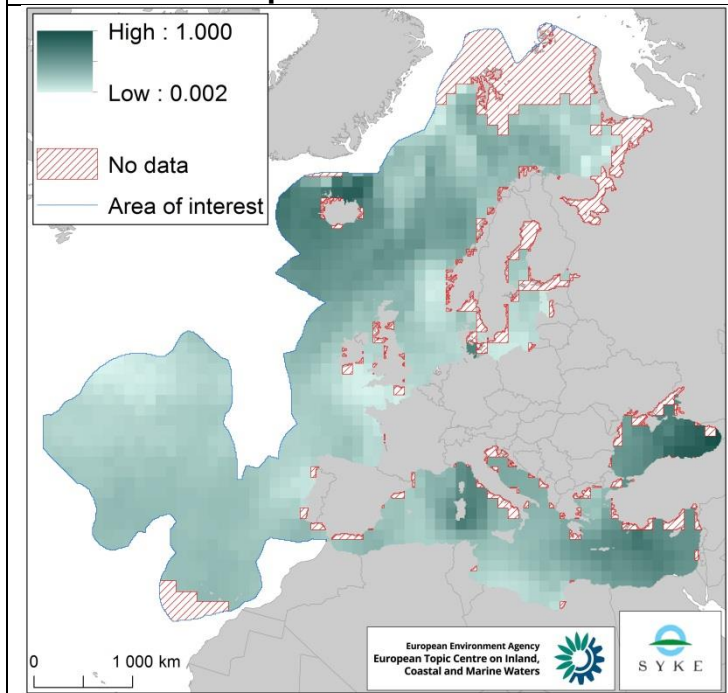 High : 1.000
Low : 0.002
No data
Area of interest
0
1 000 km
European Environment Agency
European Topic Centre on Inland,
Coastal and Marine Waters
SYKE